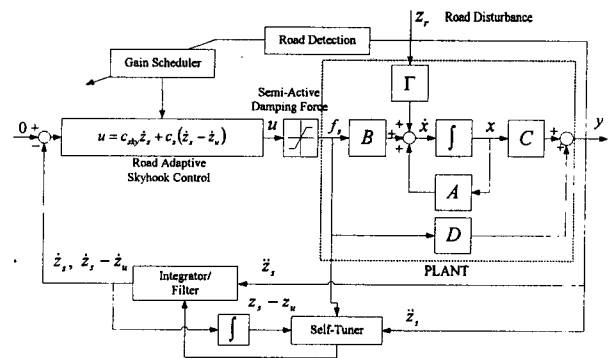 z_r Road Disturbance
Road Detection
Gain Scheduler
Semi-Active
Damping Force
Γ
0 + −
u = c_sky ż_s + c_s (ż_s − ż_u)
u
f_s
B
+ + +
ẋ
∫
x
C
+ +
y
Road Adaptive
Skyhook Control
A
D
PLANT
ż_s, ż_s − ż_u
Integrator/
Filter
z̈_s
z_s − z_u
∫
Self-Tuner
z̈_s